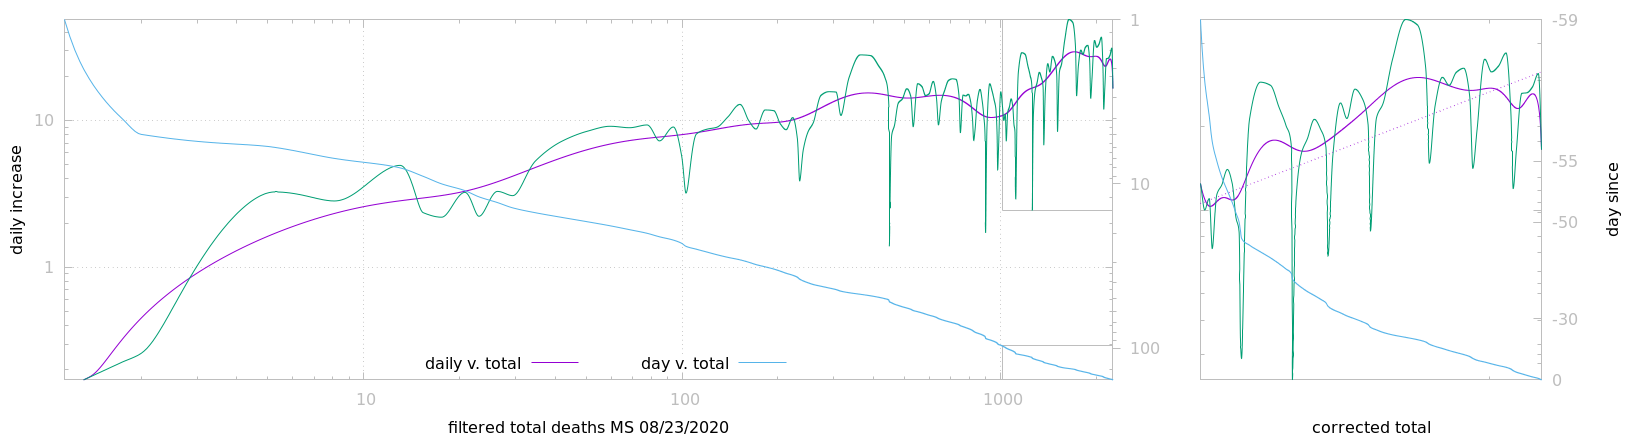 daily increase
10
1
daily v. total
day v. total
10
100
1000
filtered total deaths MS 08/23/2020
1
10
100
-59
-55
-50
-30
0
day since
corrected total